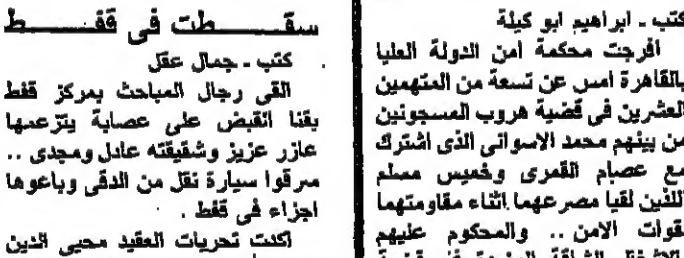 كتب ـ ابراهيم ابو كيلة
افرجت محكمة امن الدولة العليا
بالقاهرة امس عن تسعة من المتهمين
العشرين فى قضية هروب المسجونين
من بينهم محمد الاسوانى الذى اشترك
مع عصام القمرى وخميس مسلم
اللذين لقيا مصرعهما اثناء مقاومتهما
لقوات الامن .. والمحكوم عليهم
سقطت فى قفط
كتب ـ جمال عقل
القى رجال المباحث بمركز قفط
بقنا القبض على عصابة يتزعمها
عازر عزيز وشقيقته عادل ومجدى ..
سرقوا سيارة نقل من الدقى وباعوها
اجزاء فى قفط .
اكدت تحريات العقيد محيى الدين